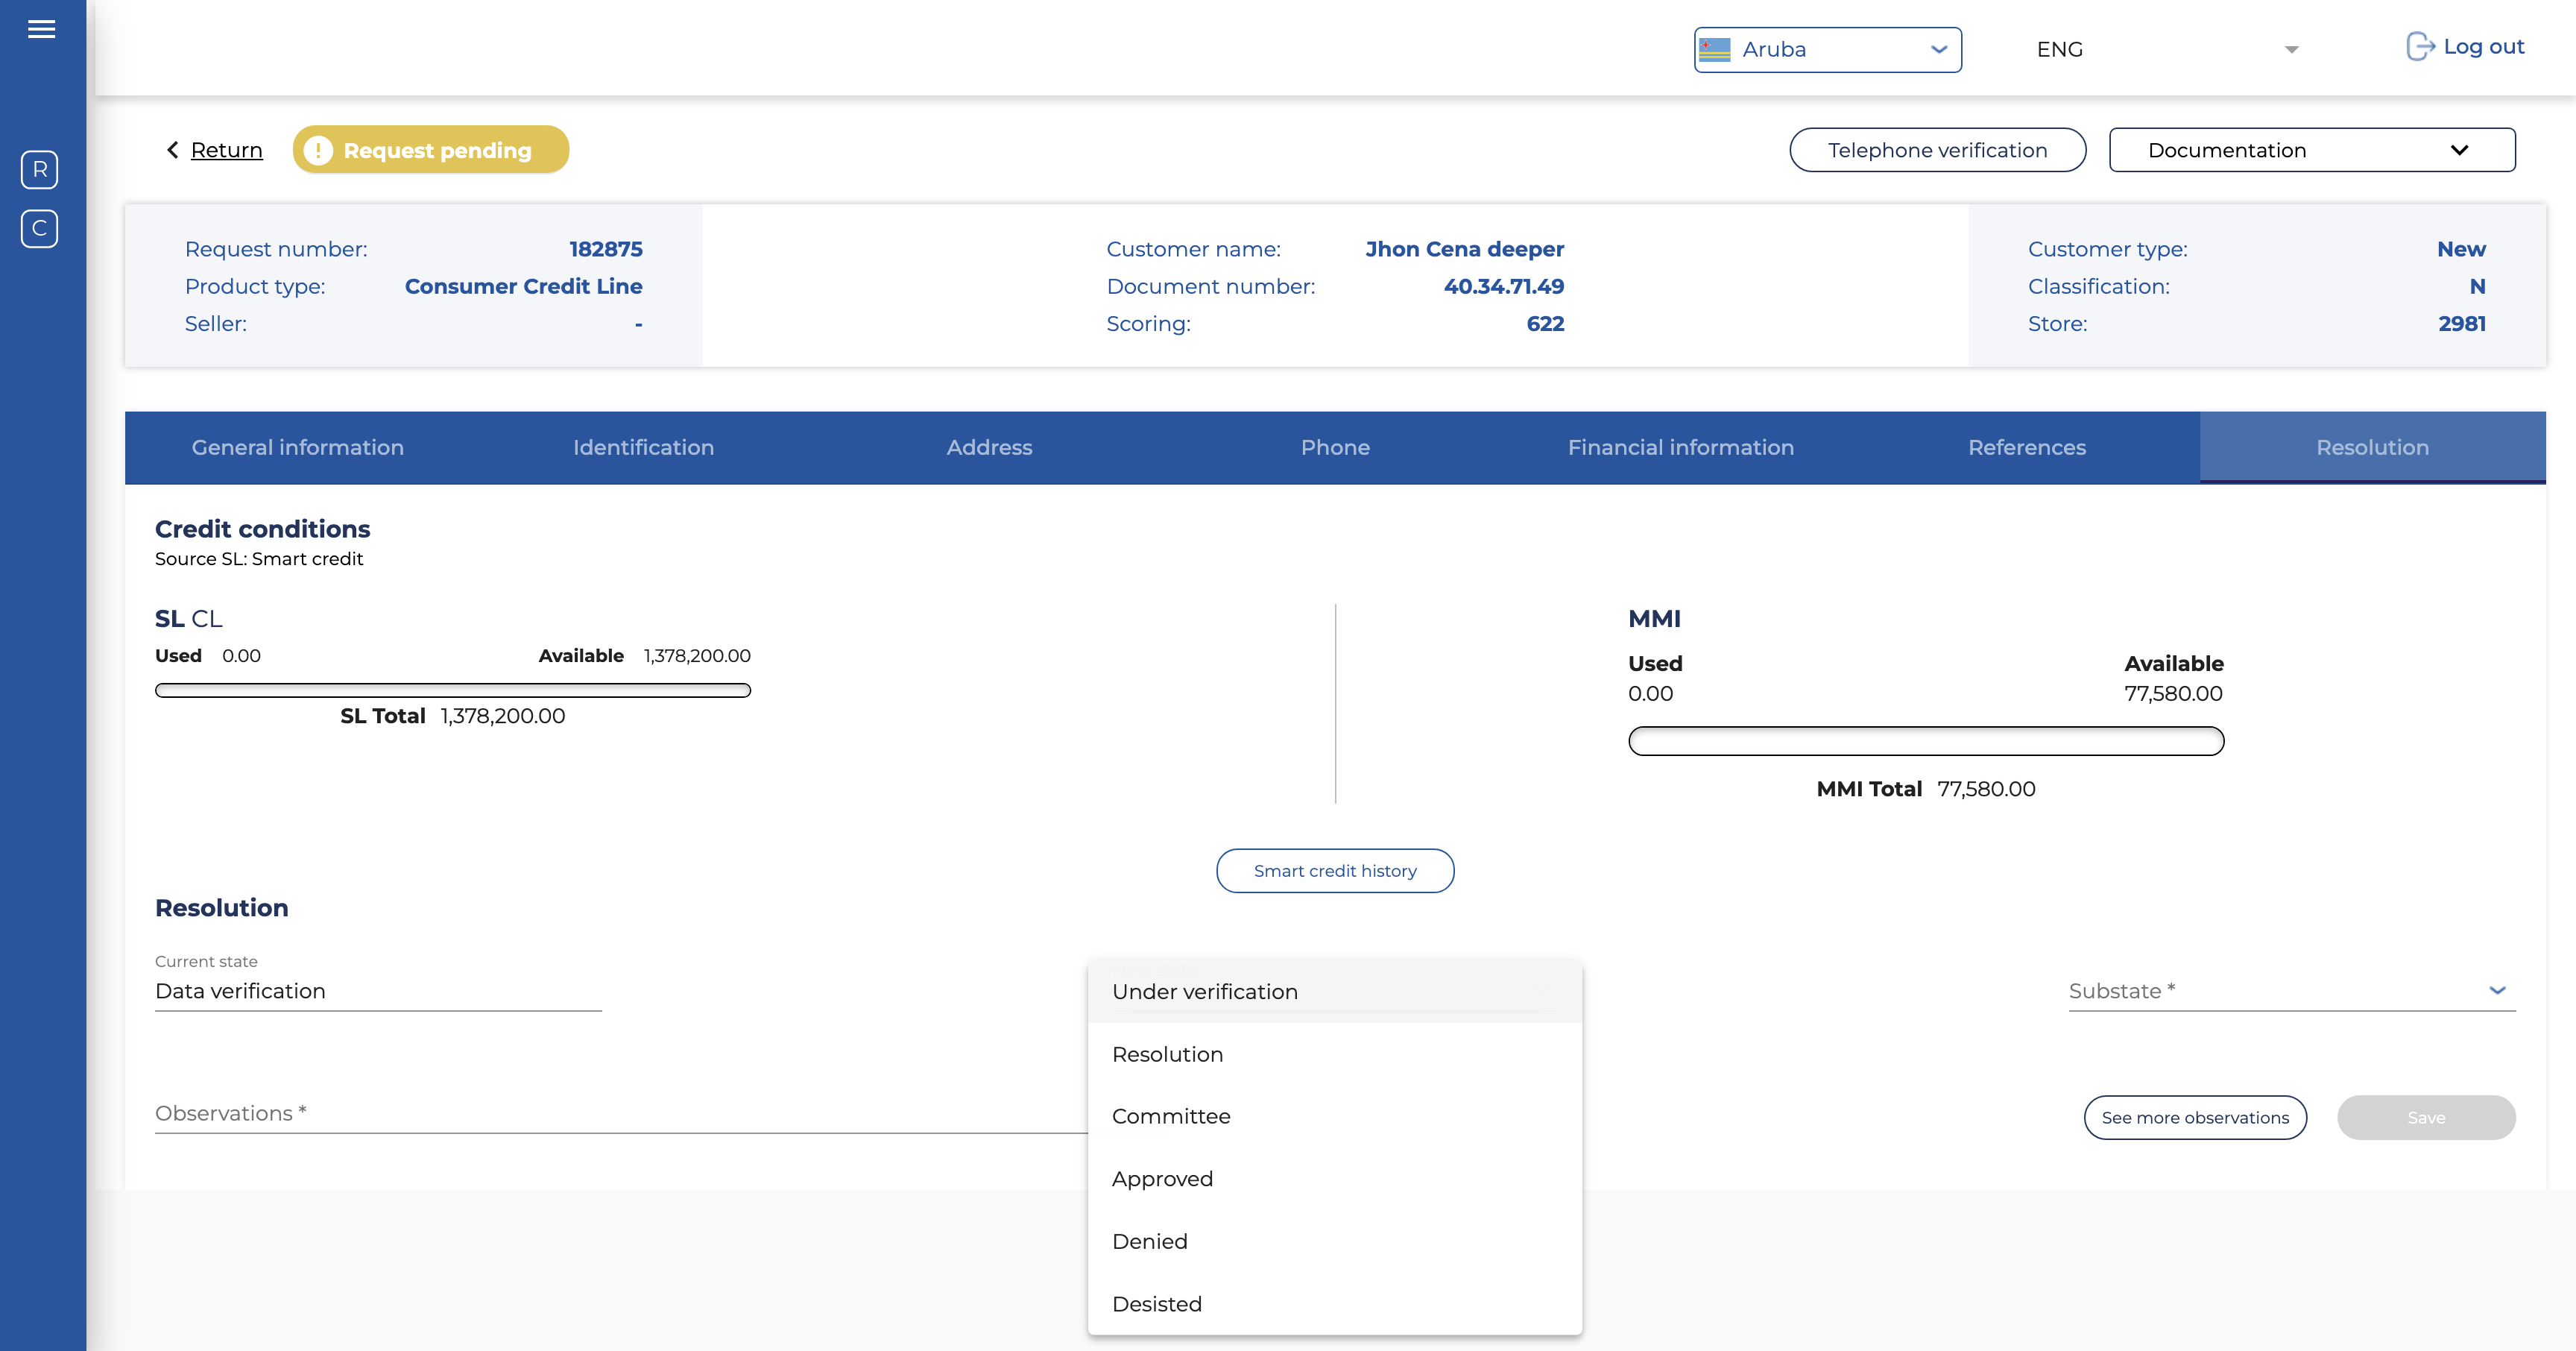 Aruba
ENG
Log out
R
C
Return
Request pending
Telephone verification
Documentation
Request number: 182875
Product type: Consumer Credit Line
Seller: -
Customer name: Jhon Cena deeper
Document number: 40.34.71.49
Scoring: 622
Customer type: New
Classification: N
Store: 2981
General information
Identification
Address
Phone
Financial information
References
Resolution
Credit conditions
Source SL: Smart credit
SL CL
Used 0.00 Available 1,378,200.00
SL Total 1,378,200.00
MMI
Used Available
0.00 77,580.00
MMI Total 77,580.00
Smart credit history
Resolution
Current state
Data verification
Under verification
Resolution
Committee
Approved
Denied
Desisted
Substate *
Observations *
See more observations
Save